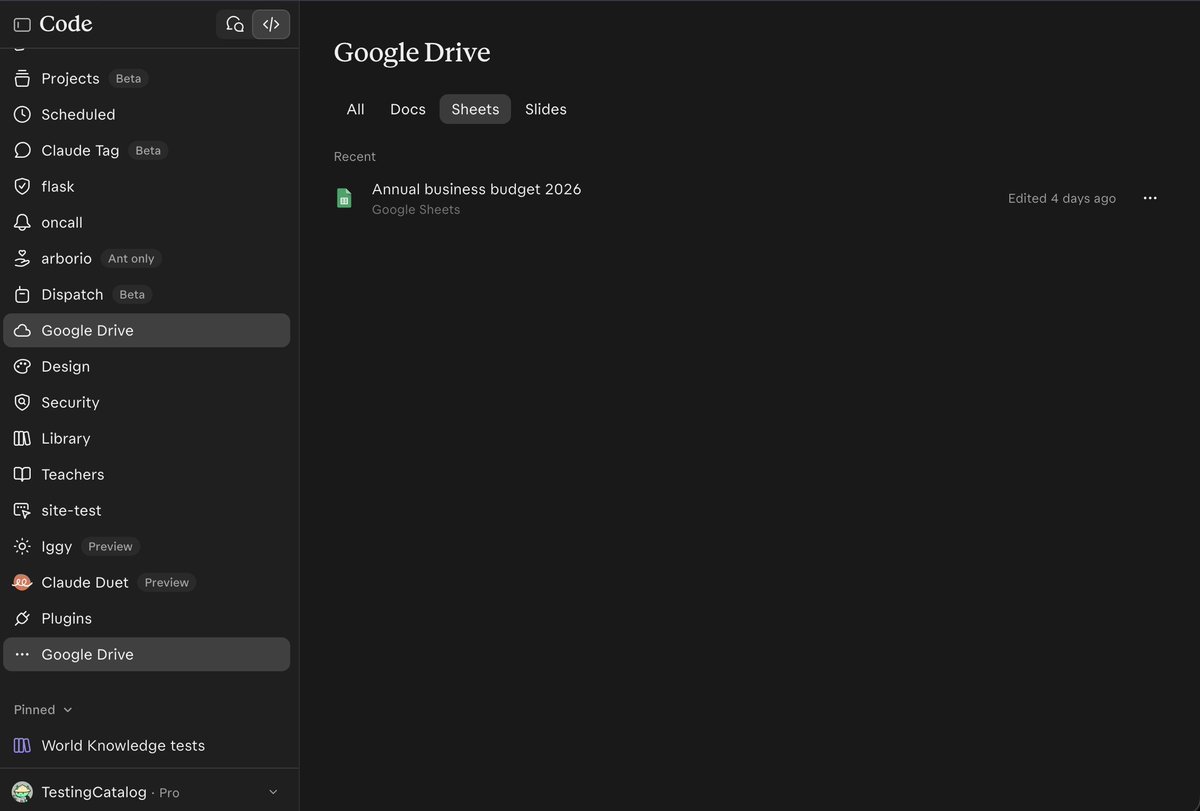 Code
Projects Beta
Scheduled
Claude Tag Beta
flask
oncall
arborio Ant only
Dispatch Beta
Google Drive
Design
Security
Library
Teachers
site-test
Iggy Preview
Claude Duet Preview
Plugins
Google Drive
Pinned
World Knowledge tests
TestingCatalog · Pro
Google Drive
All Docs Sheets Slides
Recent
Annual business budget 2026
Google Sheets
Edited 4 days ago